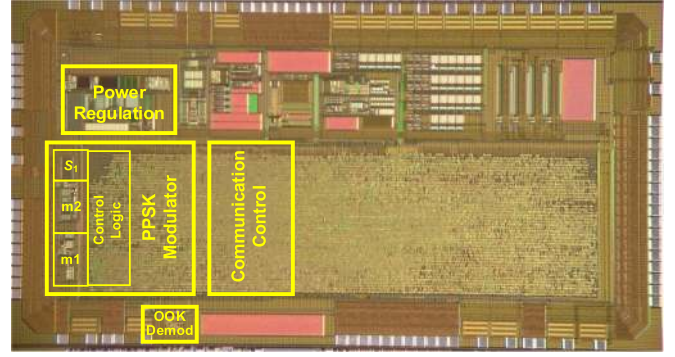 Power
Regulation
S1
m2
m1
Control
Logic
PPSK
Modulator
Communication
Control
OOK
Demod